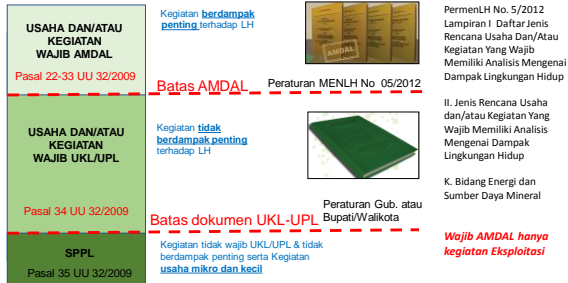 USAHA DAN/ATAU
KEGIATAN
WAJIB AMDAL
Pasal 22-33 UU 32/2009
Kegiatan berdampak
penting terhadap LH
AMDAL
Batas AMDAL
Peraturan MENLH No 05/2012
USAHA DAN/ATAU
KEGIATAN
WAJIB UKL/UPL
Pasal 34 UU 32/2009
Kegiatan tidak
berdampak penting
terhadap LH
Batas dokumen UKL-UPL
Peraturan Gub. atau
Bupati/Walikota
SPPL
Pasal 35 UU 32/2009
Kegiatan tidak wajib UKL/UPL & tidak
berdampak penting serta Kegiatan
usaha mikro dan kecil
PermenLH No. 5/2012
Lampiran I Daftar Jenis
Rencana Usaha Dan/Atau
Kegiatan Yang Wajib
Memiliki Analisis Mengenai
Dampak Lingkungan Hidup
II. Jenis Rencana Usaha
dan/atau Kegiatan Yang
Wajib Memiliki Analisis
Mengenai Dampak
Lingkungan Hidup
K. Bidang Energi dan
Sumber Daya Mineral
Wajib AMDAL hanya
kegiatan Eksploitasi